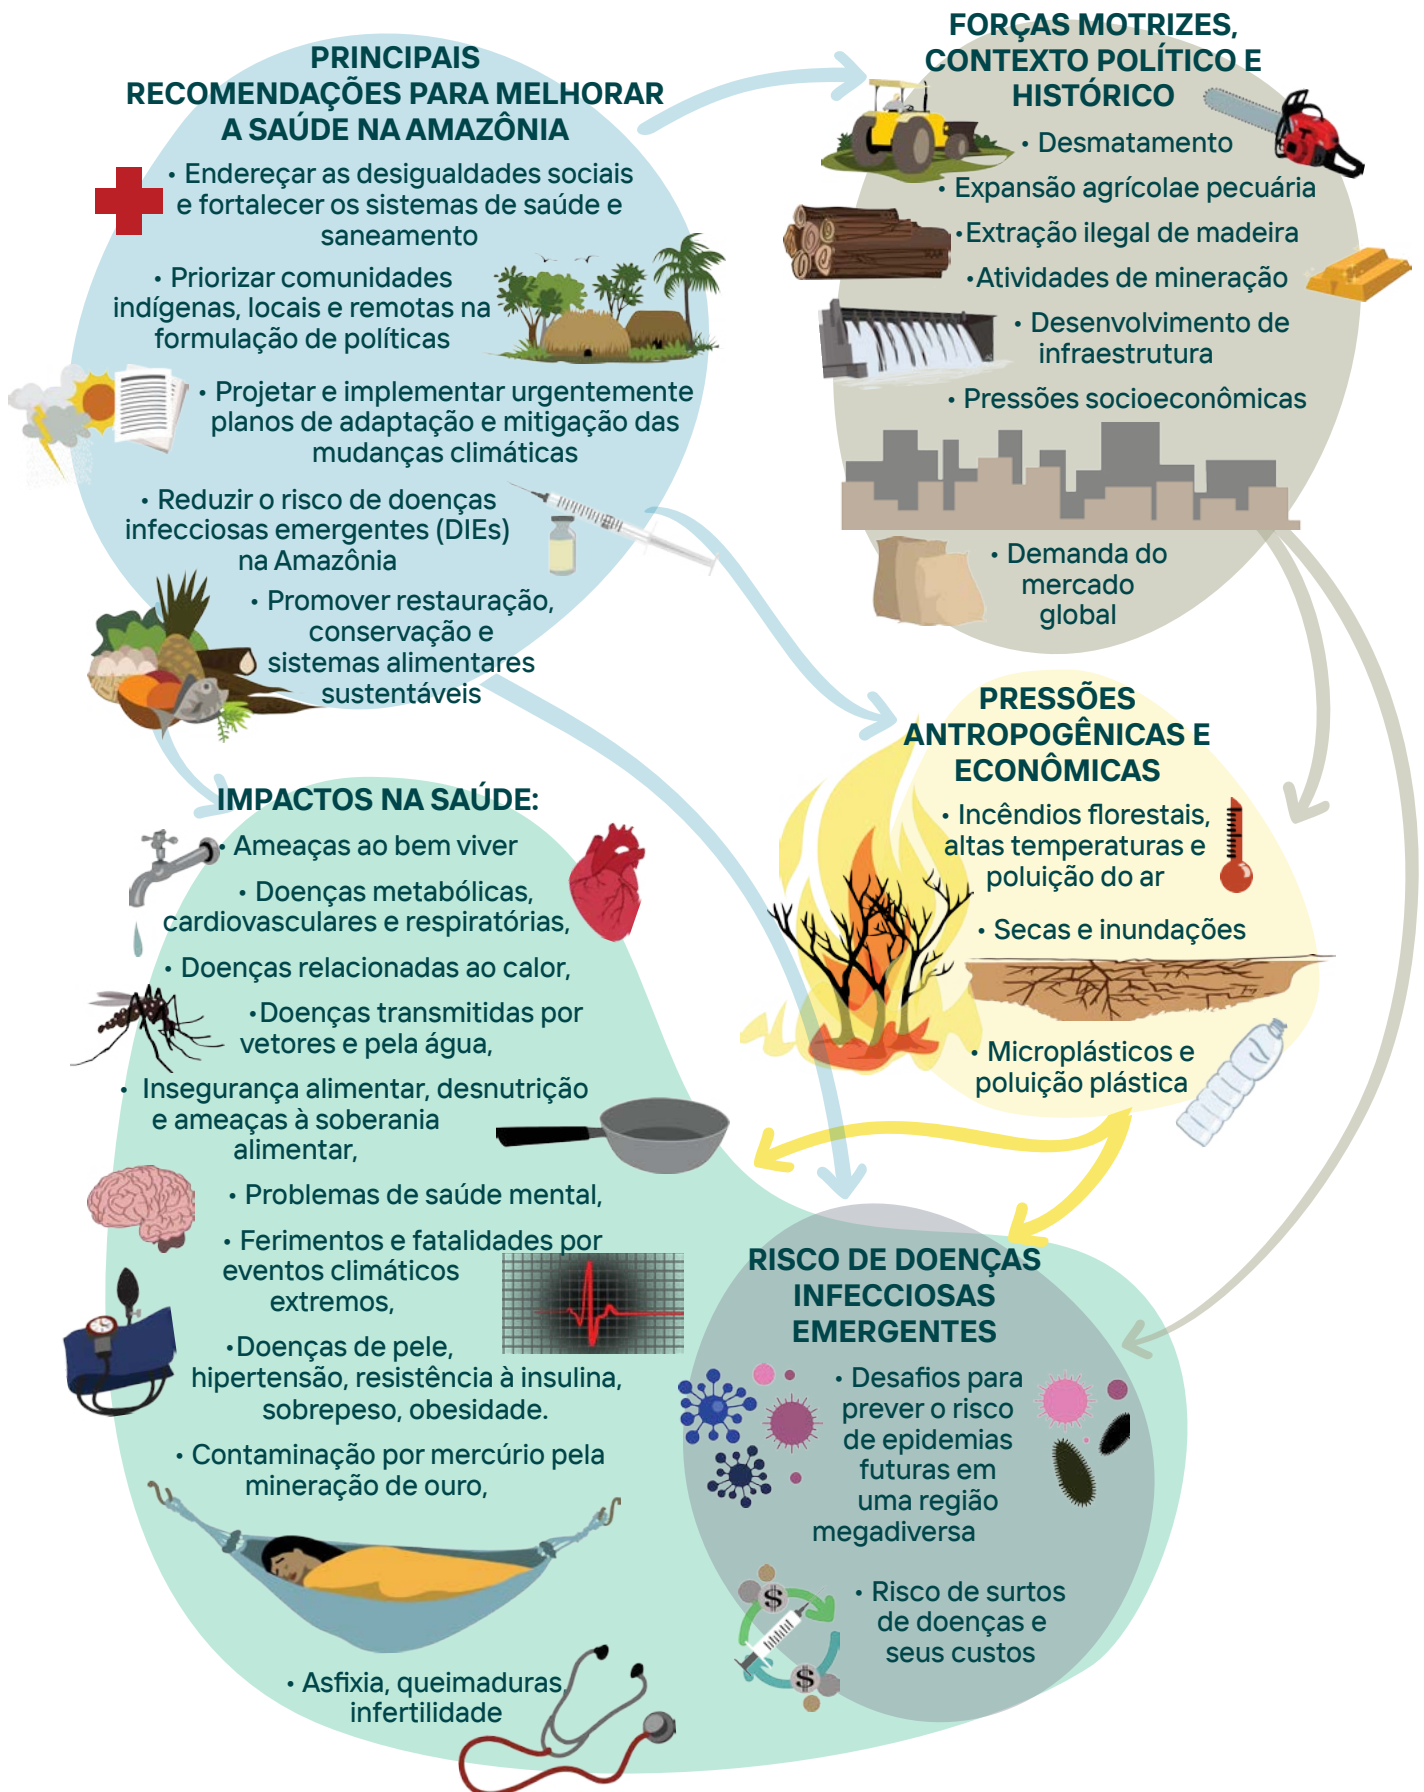 PRINCIPAIS
RECOMENDAÇÕES PARA MELHORAR
A SAÚDE NA AMAZÔNIA
• Endereçar as desigualdades sociais
e fortalecer os sistemas de saúde e
saneamento
• Priorizar comunidades
indígenas, locais e remotas na
formulação de políticas
• Projetar e implementar urgentemente
planos de adaptação e mitigação das
mudanças climáticas
• Reduzir o risco de doenças
infecciosas emergentes (DIEs)
na Amazônia
• Promover restauração,
conservação e
sistemas alimentares
sustentáveis
FORÇAS MOTRIZES,
CONTEXTO POLÍTICO E
HISTÓRICO
• Desmatamento
• Expansão agrícolae pecuária
•Extração ilegal de madeira
•Atividades de mineração
• Desenvolvimento de
infraestrutura
• Pressões socioeconômicas
• Demanda do
mercado
global
PRESSÕES
ANTROPOGÊNICAS E
ECONÔMICAS
• Incêndios florestais,
altas temperaturas e
poluição do ar
• Secas e inundações
• Microplásticos e
poluição plástica
IMPACTOS NA SAÚDE:
• Ameaças ao bem viver
• Doenças metabólicas,
cardiovasculares e respiratórias,
• Doenças relacionadas ao calor,
•Doenças transmitidas por
vetores e pela água,
• Insegurança alimentar, desnutrição
e ameaças à soberania
alimentar,
• Problemas de saúde mental,
• Ferimentos e fatalidades por
eventos climáticos
extremos,
•Doenças de pele,
hipertensão, resistência à insulina,
sobrepeso, obesidade.
• Contaminação por mercúrio pela
mineração de ouro,
• Asfixia, queimaduras,
infertilidade
RISCO DE DOENÇAS
INFECCIOSAS
EMERGENTES
• Desafios para
prever o risco
de epidemias
futuras em
uma região
megadiversa
• Risco de surtos
de doenças e
seus custos
$
$